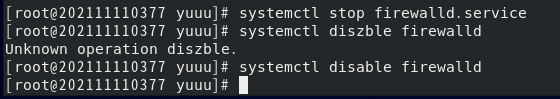 [root@202111110377 yuuu]# systemctl stop firewalld.service
[root@202111110377 yuuu]# systemctl diszble firewalld
Unknown operation diszble.
[root@202111110377 yuuu]# systemctl disable firewalld
[root@202111110377 yuuu]#